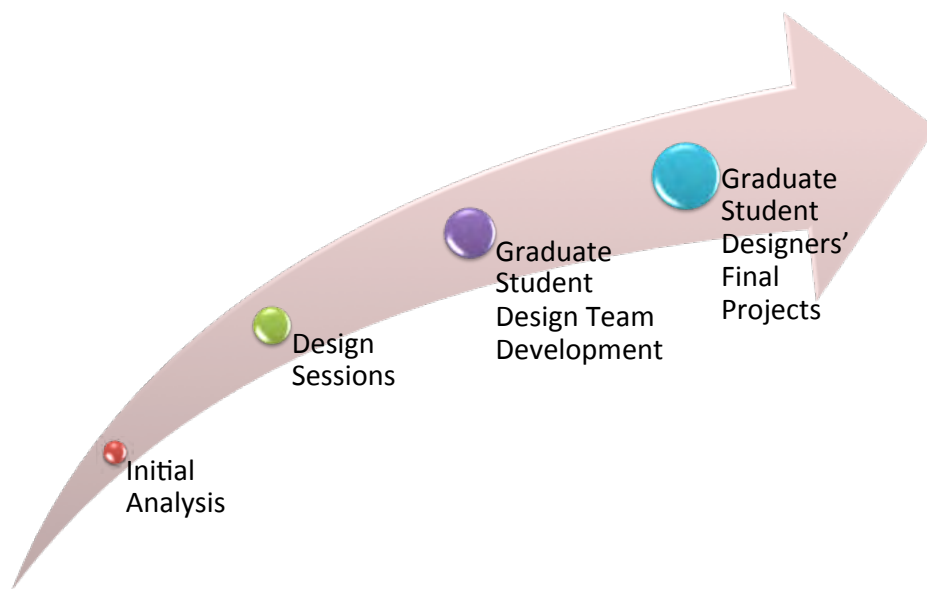 Initial
Analysis
Design
Sessions
Graduate
Student
Design Team
Development
Graduate
Student
Designers’
Final
Projects